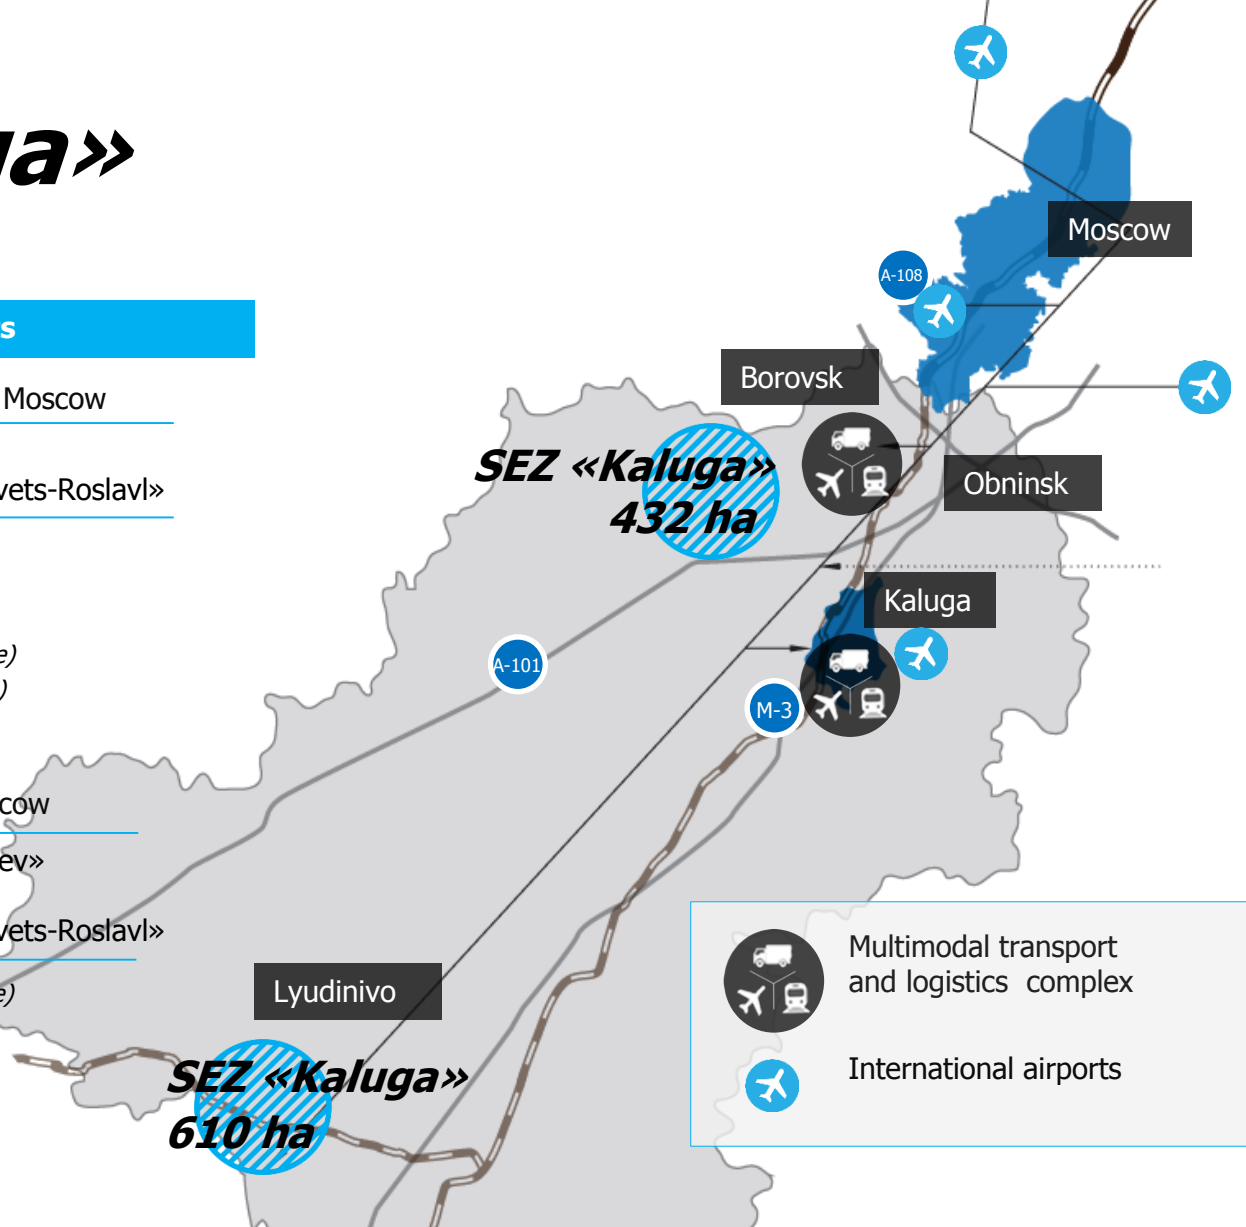 ga»
s
Moscow
vets-Roslavl»
e)
)
cow
ev»
vets-Roslavl»
e)
Moscow
A-108
Borovsk
SEZ «Kaluga»
432 ha
Obninsk
Kaluga
A-101
M-3
Lyudinivo
SEZ «Kaluga»
610 ha
Multimodal transport
and logistics complex
International airports